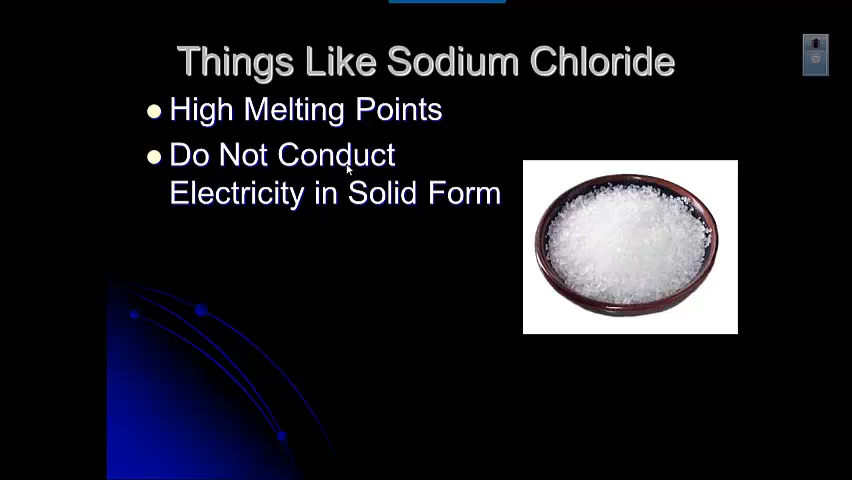 Things Like Sodium Chloride
High Melting Points
Do Not Conduct
Electricity in Solid Form